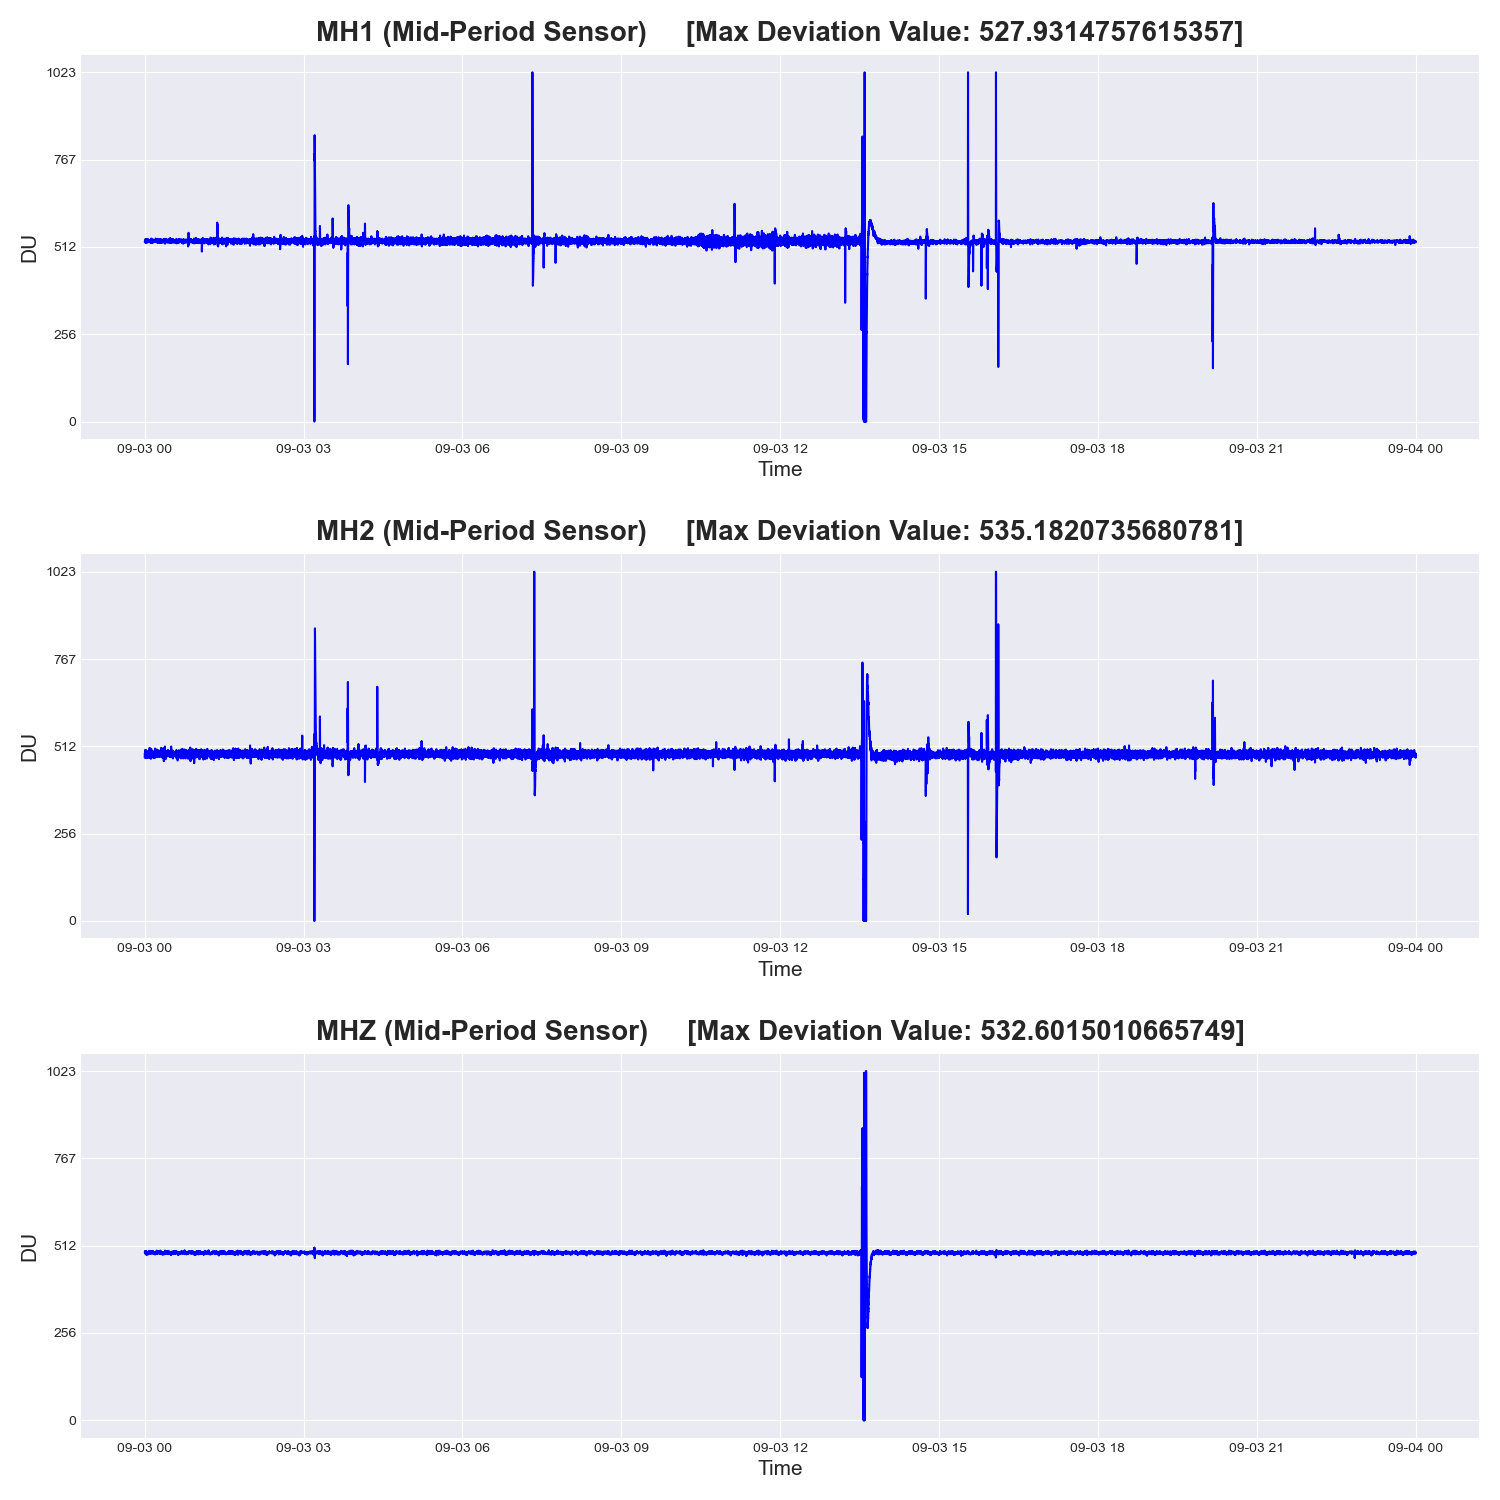 MH1 (Mid-Period Sensor) [Max Deviation Value: 527.9314757615357]
1023
767
512
256
0
DU
09-03 00 09-03 03 09-03 06 09-03 09 09-03 12 09-03 15 09-03 18 09-03 21 09-04 00
Time
MH2 (Mid-Period Sensor) [Max Deviation Value: 535.1820735680781]
1023
767
512
256
0
DU
09-03 00 09-03 03 09-03 06 09-03 09 09-03 12 09-03 15 09-03 18 09-03 21 09-04 00
Time
MHZ (Mid-Period Sensor) [Max Deviation Value: 532.6015010665749]
1023
767
512
256
0
DU
09-03 00 09-03 03 09-03 06 09-03 09 09-03 12 09-03 15 09-03 18 09-03 21 09-04 00
Time